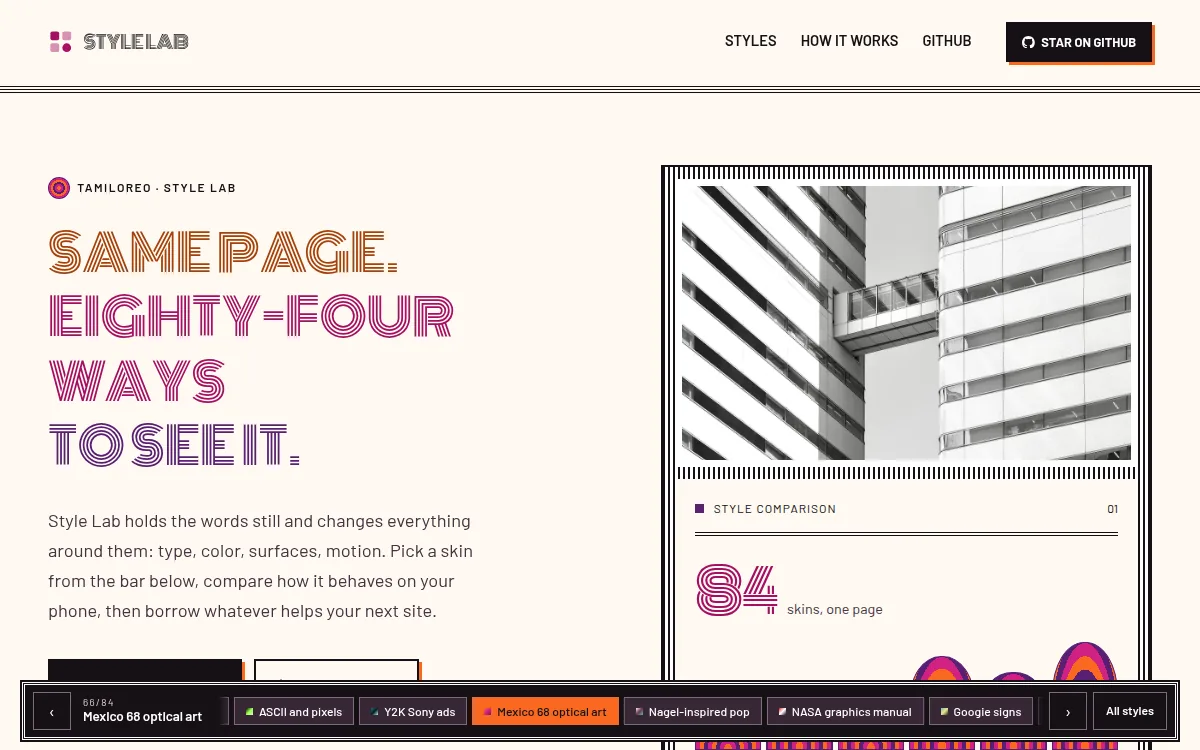 STYLELAB
STYLES HOW IT WORKS GITHUB STAR ON GITHUB
TAMILOREO · STYLE LAB
SAME PAGE.
EIGHTY-FOUR
WAYS
TO SEE IT.
Style Lab holds the words still and changes everything
around them: type, color, surfaces, motion. Pick a skin
from the bar below, compare how it behaves on your
phone, then borrow whatever helps your next site.
STYLE COMPARISON 01
84 skins, one page
66/84
Mexico 68 optical art
ASCII and pixels
Y2K Sony ads
Mexico 68 optical art
Nagel-inspired pop
NASA graphics manual
Googie signs
All styles